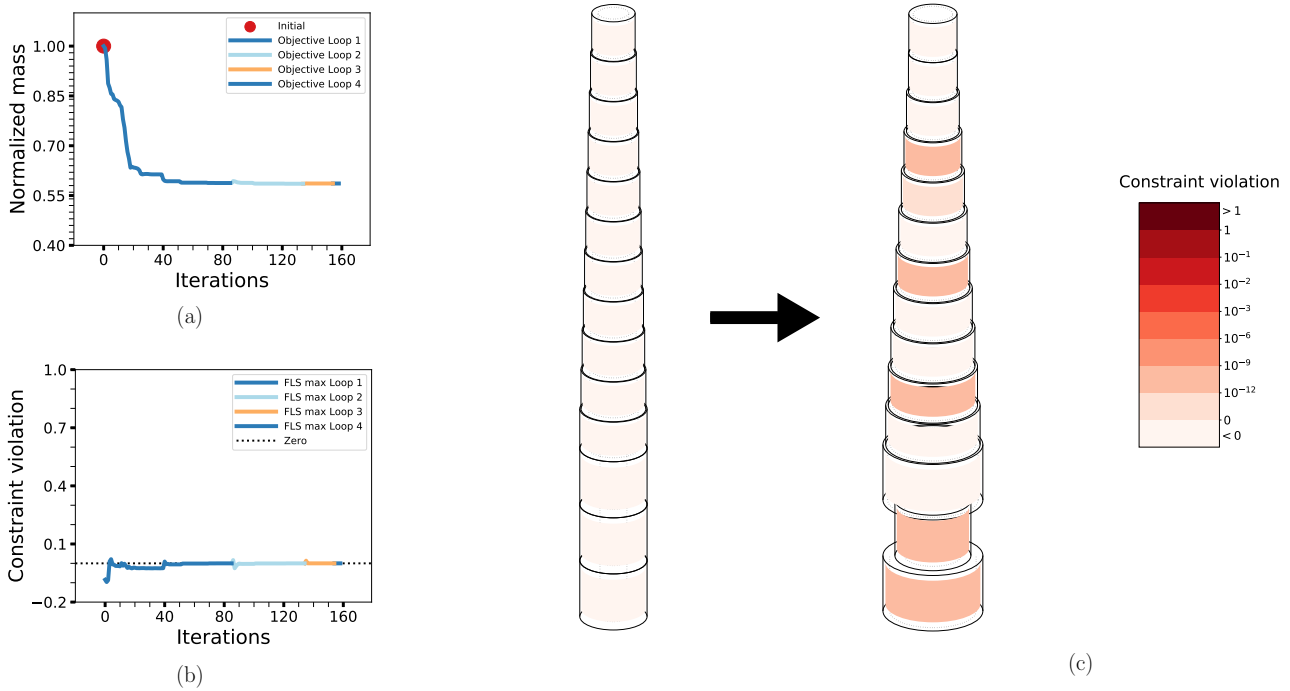 1.00
0.85
0.70
0.55
0.40
Normalized mass
Initial
Objective Loop 1
Objective Loop 2
Objective Loop 3
Objective Loop 4
0 40 80 120 160
Iterations
(a)
1.0
0.7
0.4
0.1
−0.2
Constraint violation
FLS max Loop 1
FLS max Loop 2
FLS max Loop 3
FLS max Loop 4
Zero
0 40 80 120 160
Iterations
(b)
Constraint violation
> 1
1
10⁻¹
10⁻²
10⁻³
10⁻⁶
10⁻⁹
10⁻¹²
0
< 0
(c)